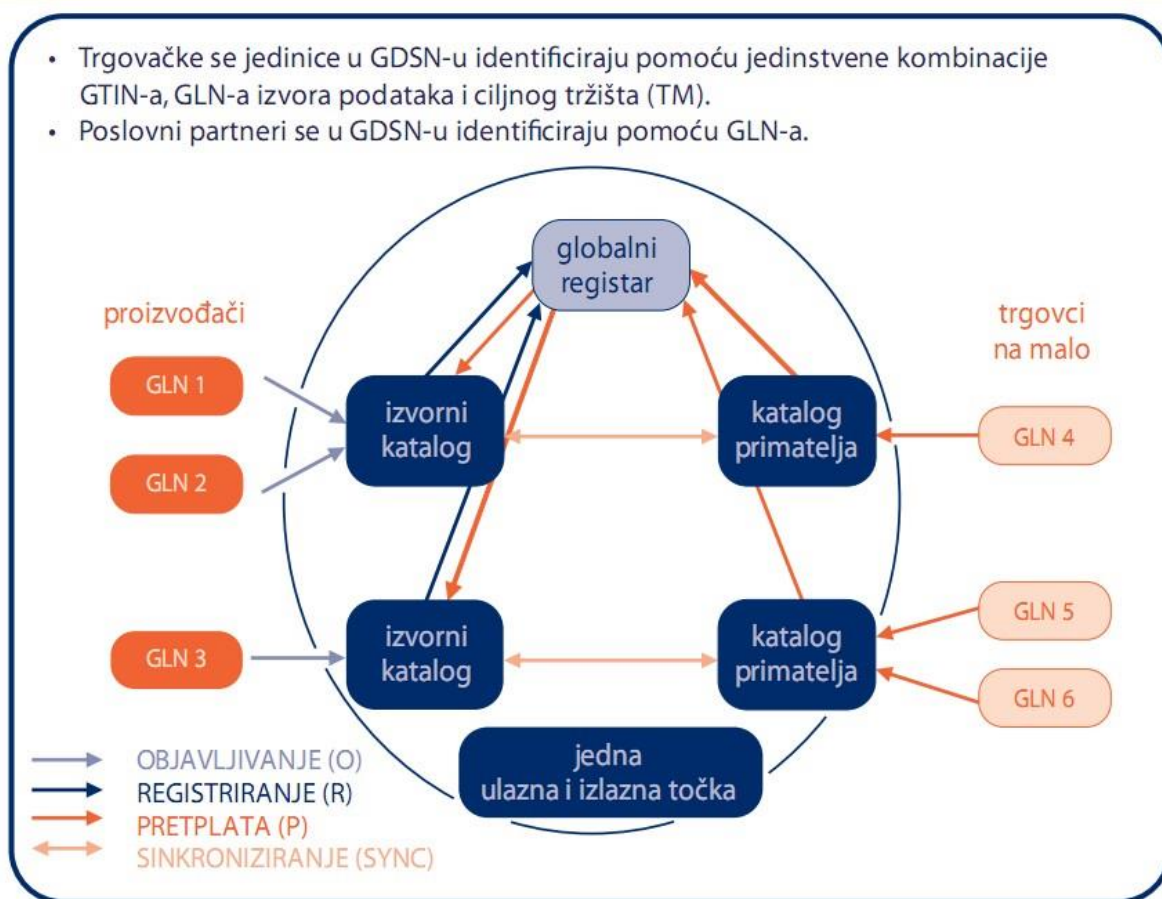 • Trgovačke se jedinice u GDSN-u identificiraju pomoću jedinstvene kombinacije
GTIN-a, GLN-a izvora podataka i ciljnog tržišta (TM).
• Poslovni partneri se u GDSN-u identificiraju pomoću GLN-a.
globalni
registar
proizvođači
trgovci
na malo
GLN 1
GLN 2
izvorni
katalog
katalog
primatelja
GLN 4
GLN 3
izvorni
katalog
katalog
primatelja
GLN 5
GLN 6
jedna
ulazna i izlazna točka
OBJAVLJIVANJE (O)
REGISTRIRANJE (R)
PRETPLATA (P)
SINKRONIZIRANJE (SYNC)